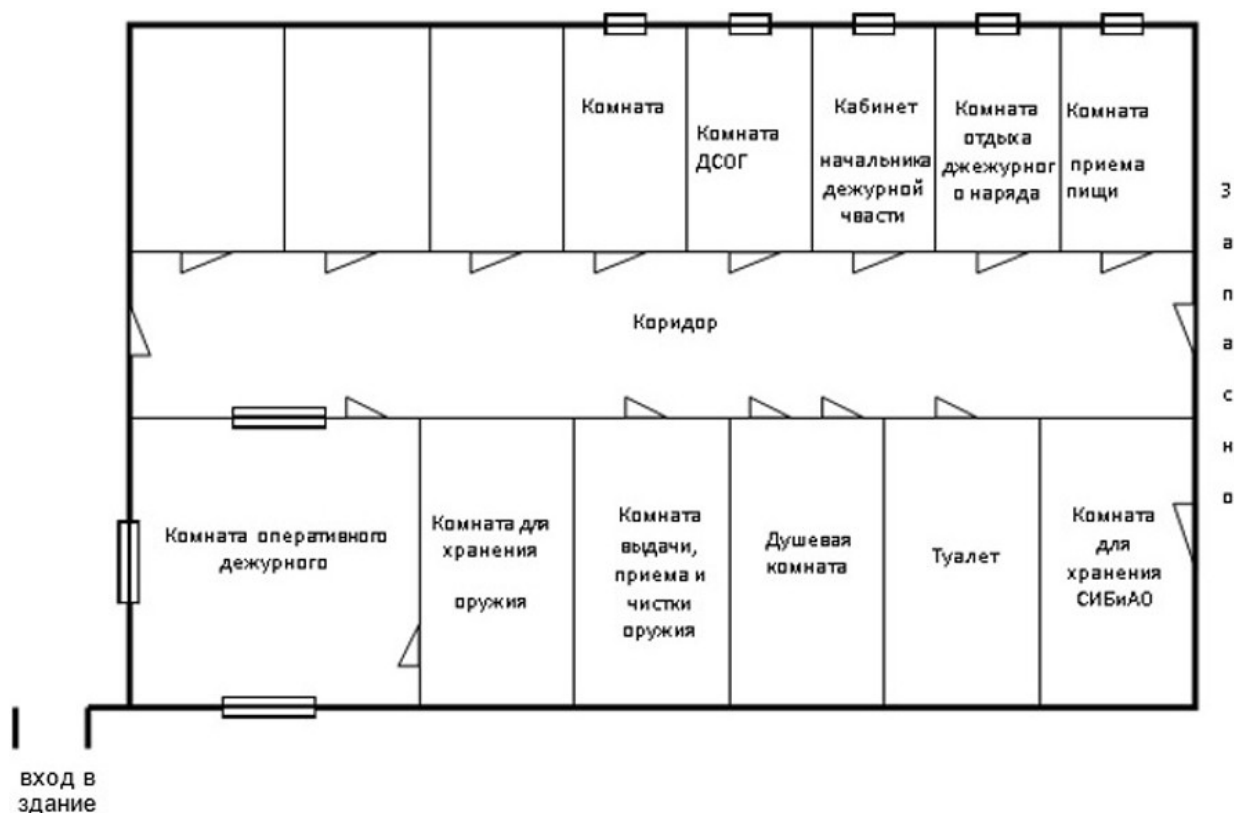 Комната
Комната
ДСОГ
Кабинет
начальника
дежурной
чвасти
Комната
отдыха
джежурног
о наряда
Комната
приема
пищи
З
а
п
а
с
н
о
Коридор
Комната оперативного
дежурного
Комната для
хранения
оружия
Комната
выдачи,
приема и
чистки
оружия
Душевая
комната
Туалет
Комната
для
хранения
СИБиАО
вход в
здание